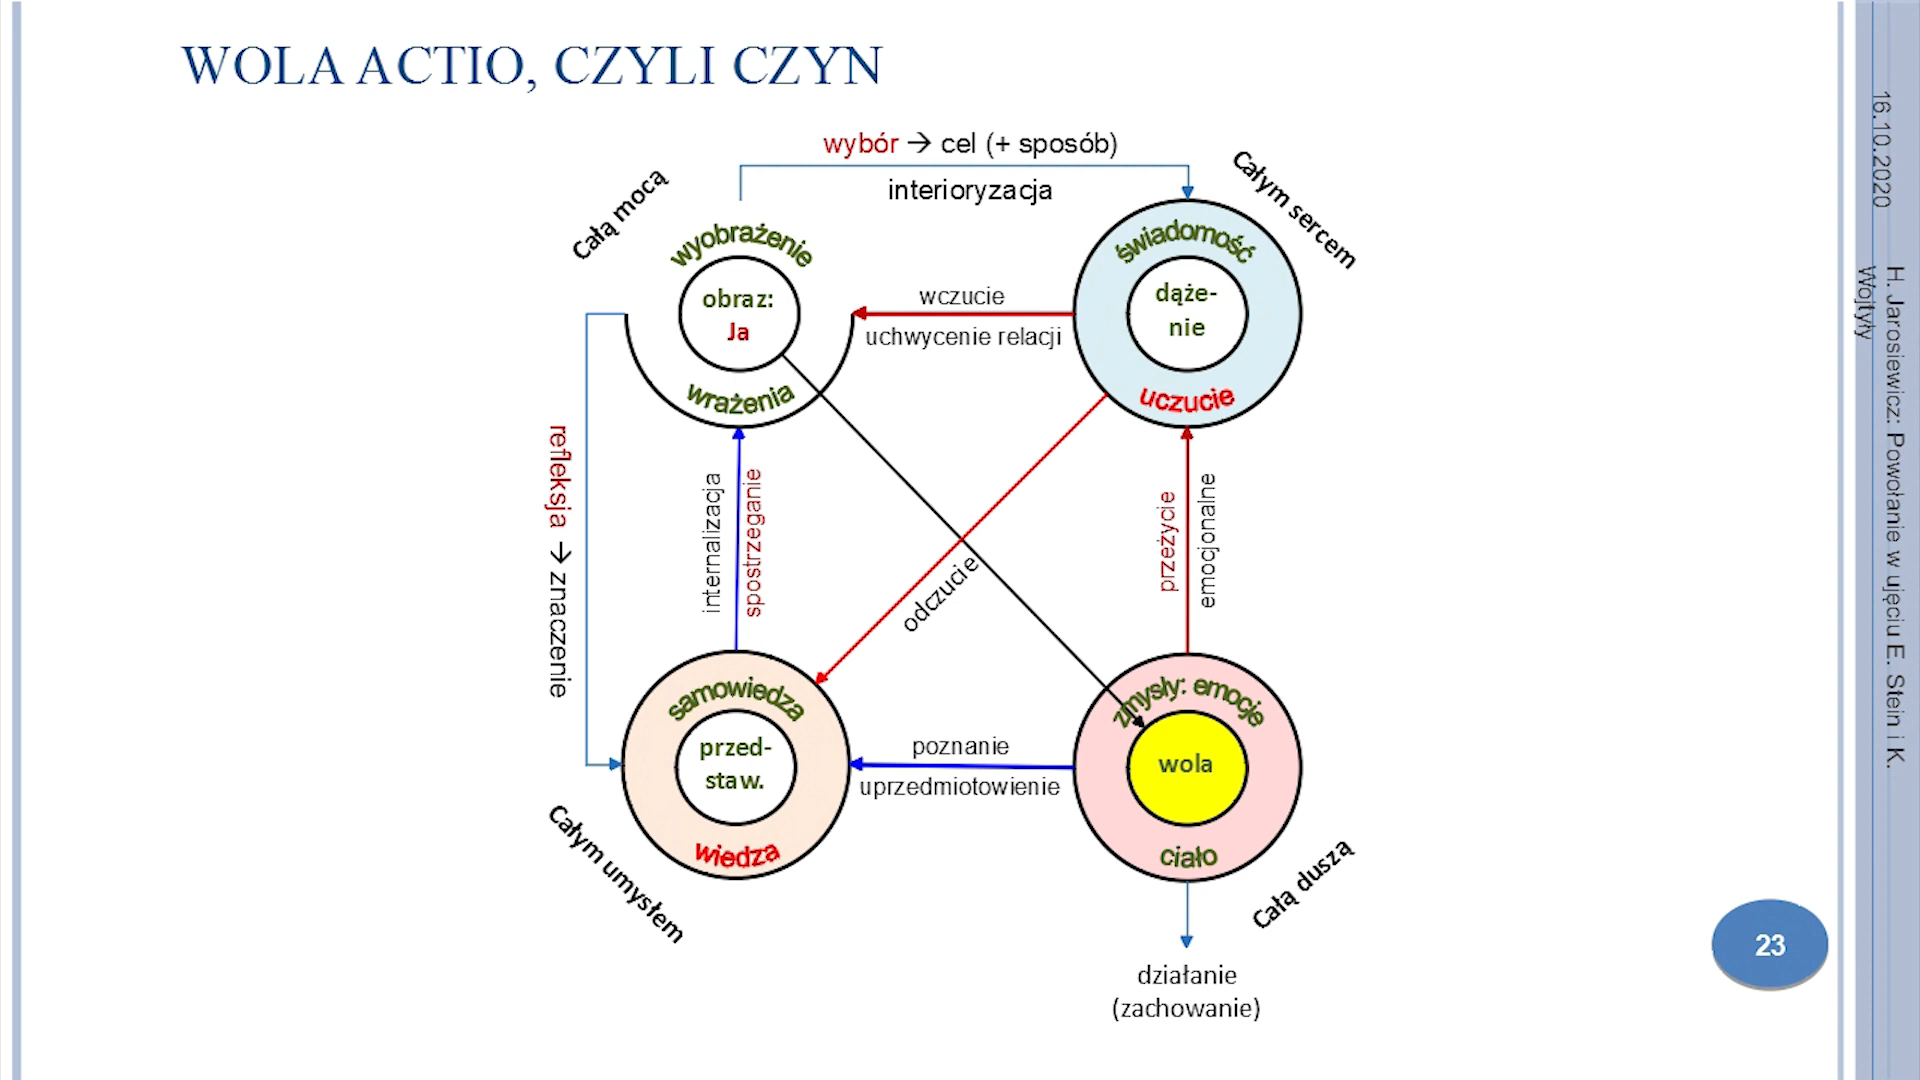 WOLA ACTIO, CZYLI CZYN
wybór → cel (+ sposób)
interioryzacja
Całą mocą
Całym sercem
wyobrażenie
obraz:
Ja
wrażenia
świadomość
dąże-
nie
uczucie
wczucie
uchwycenie relacji
refleksja → znaczenie
internalizacja
spostrzeganie
odczucie
przeżycie
emocjonalne
samowiedza
przed-
staw.
wiedza
poznanie
uprzedmiotowienie
zmysły: emocje
wola
ciało
Całym umysłem
Całą duszą
działanie
(zachowanie)
16.10.2020
H. Jarosiewicz: Powołanie w ujęciu E. Stein i K.
Wojtyły
23